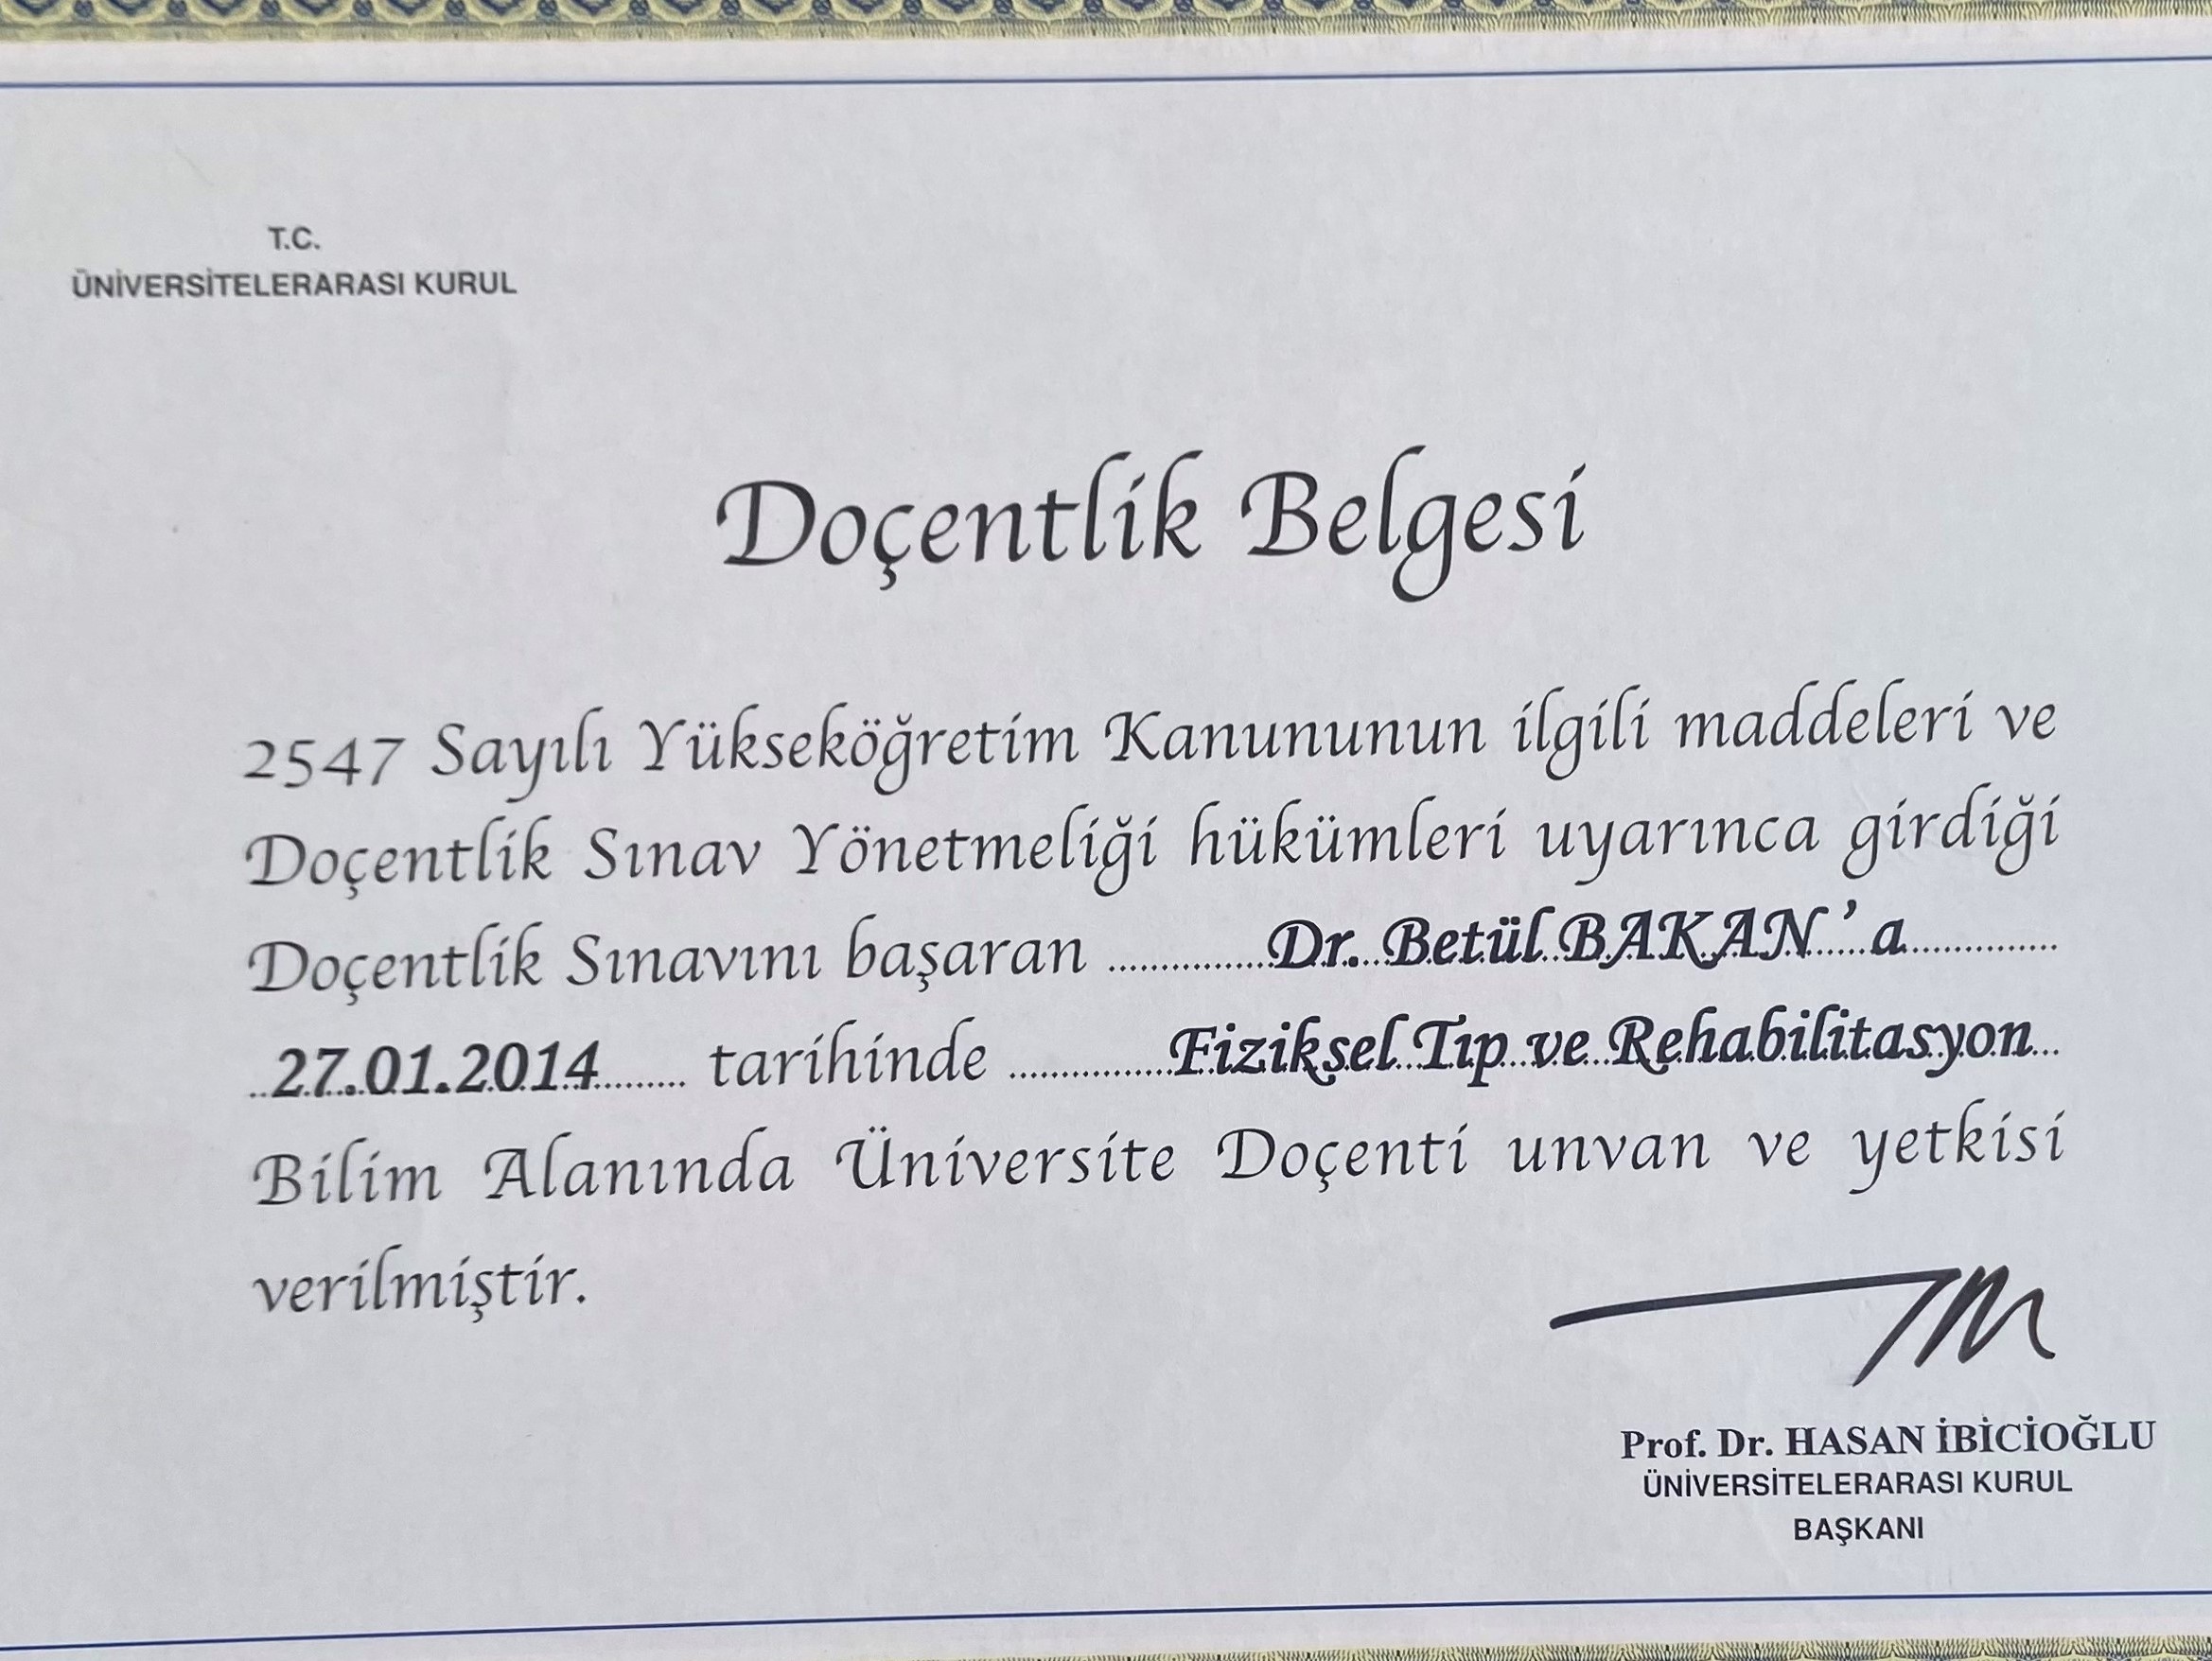 T.C.
ÜNİVERSİTELERARASI KURUL
Doçentlik Belgesi
2547 Sayılı Yükseköğretim Kanununun ilgili maddeleri ve
Doçentlik Sınav Yönetmeliği hükümleri uyarınca girdiği
Doçentlik Sınavını başaran ...............Dr. Betül BAKAN'a...............
..27.01.2014......... tarihinde ...............Fiziksel Tıp ve Rehabilitasyon...
Bilim Alanında Üniversite Doçenti unvan ve yetkisi
verilmiştir.
Prof. Dr. HASAN İBİCİOĞLU
ÜNİVERSİTELERARASI KURUL
BAŞKANI